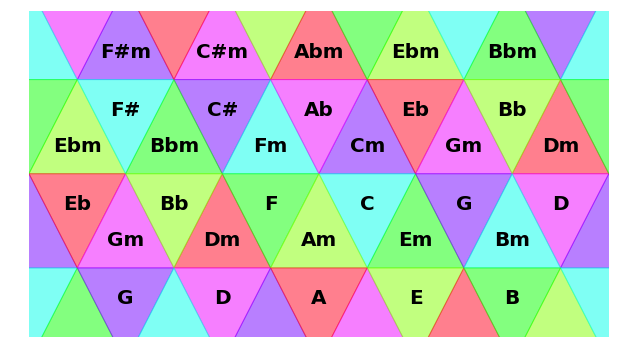 F#m C#m Abm Ebm Bbm
F# C# Ab Eb Bb
Ebm Bbm Fm Cm Gm Dm
Eb Bb F C G D
Gm Dm Am Em Bm
G D A E B